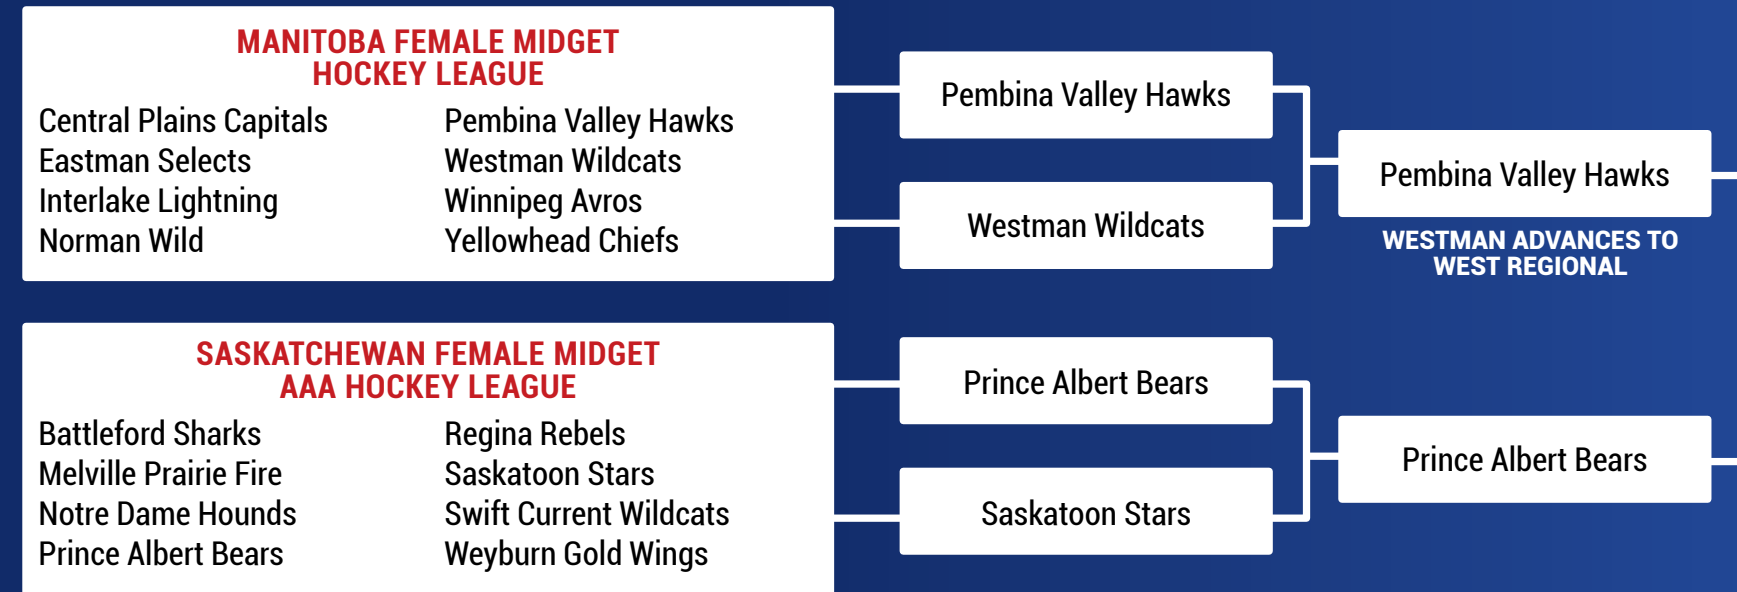 MANITOBA FEMALE MIDGET
HOCKEY LEAGUE
Central Plains Capitals
Eastman Selects
Interlake Lightning
Norman Wild
Pembina Valley Hawks
Westman Wildcats
Winnipeg Avros
Yellowhead Chiefs
Pembina Valley Hawks
Westman Wildcats
Pembina Valley Hawks
WESTMAN ADVANCES TO
WEST REGIONAL
SASKATCHEWAN FEMALE MIDGET
AAA HOCKEY LEAGUE
Battleford Sharks
Melville Prairie Fire
Notre Dame Hounds
Prince Albert Bears
Regina Rebels
Saskatoon Stars
Swift Current Wildcats
Weyburn Gold Wings
Prince Albert Bears
Saskatoon Stars
Prince Albert Bears